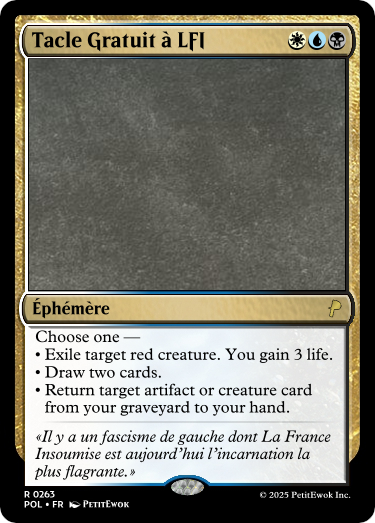 Tacle Gratuit à LFI
Éphémère
Choose one —
• Exile target red creature. You gain 3 life.
• Draw two cards.
• Return target artifact or creature card
from your graveyard to your hand.
«Il y a un fascisme de gauche dont La France
Insoumise est aujourd'hui l'incarnation la
plus flagrante.»
R 0263
POL • FR PetitEwok
© 2025 PetitEwok Inc.